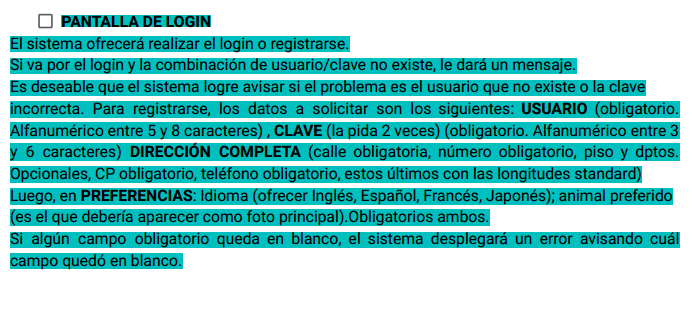 PANTALLA DE LOGIN
El sistema ofrecerá realizar el login o registrarse.
Si va por el login y la combinación de usuario/clave no existe, le dará un mensaje.
Es deseable que el sistema logre avisar si el problema es el usuario que no existe o la clave
incorrecta. Para registrarse, los datos a solicitar son los siguientes: USUARIO (obligatorio.
Alfanumérico entre 5 y 8 caracteres) , CLAVE (la pida 2 veces) (obligatorio. Alfanumérico entre 3
y 6 caracteres) DIRECCIÓN COMPLETA (calle obligatoria, número obligatorio, piso y dptos.
Opcionales, CP obligatorio, teléfono obligatorio, estos últimos con las longitudes standard)
Luego, en PREFERENCIAS: Idioma (ofrecer Inglés, Español, Francés, Japonés); animal preferido
(es el que debería aparecer como foto principal).Obligatorios ambos.
Si algún campo obligatorio queda en blanco, el sistema desplegará un error avisando cuál
campo quedó en blanco.